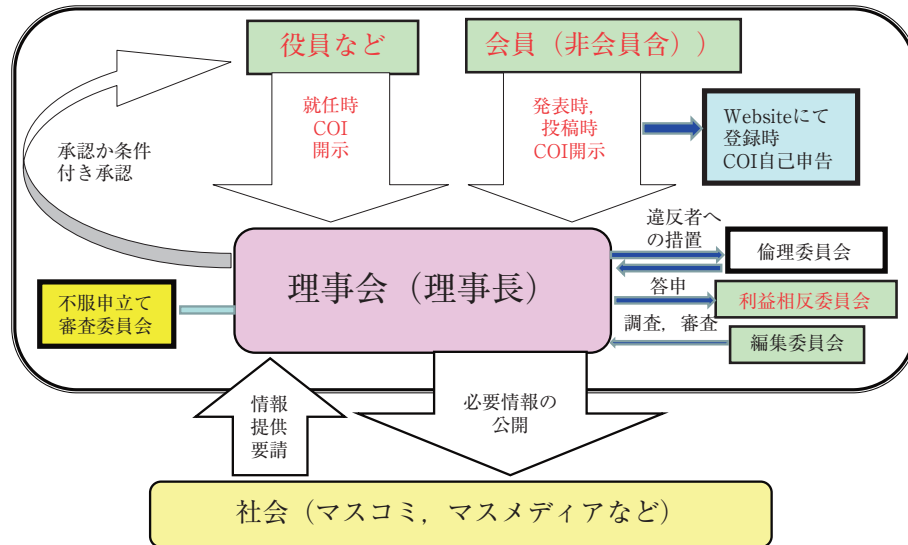 役員など
会員（非会員含））
就任時
COI
開示
発表時,
投稿時
COI開示
Websiteにて
登録時
COI自己申告
承認か条件
付き承認
違反者へ
の措置
倫理委員会
理事会（理事長）
不服申立て
審査委員会
答申
利益相反委員会
調査，審査
編集委員会
情報
提供
要請
必要情報の
公開
社会（マスコミ，マスメディアなど）